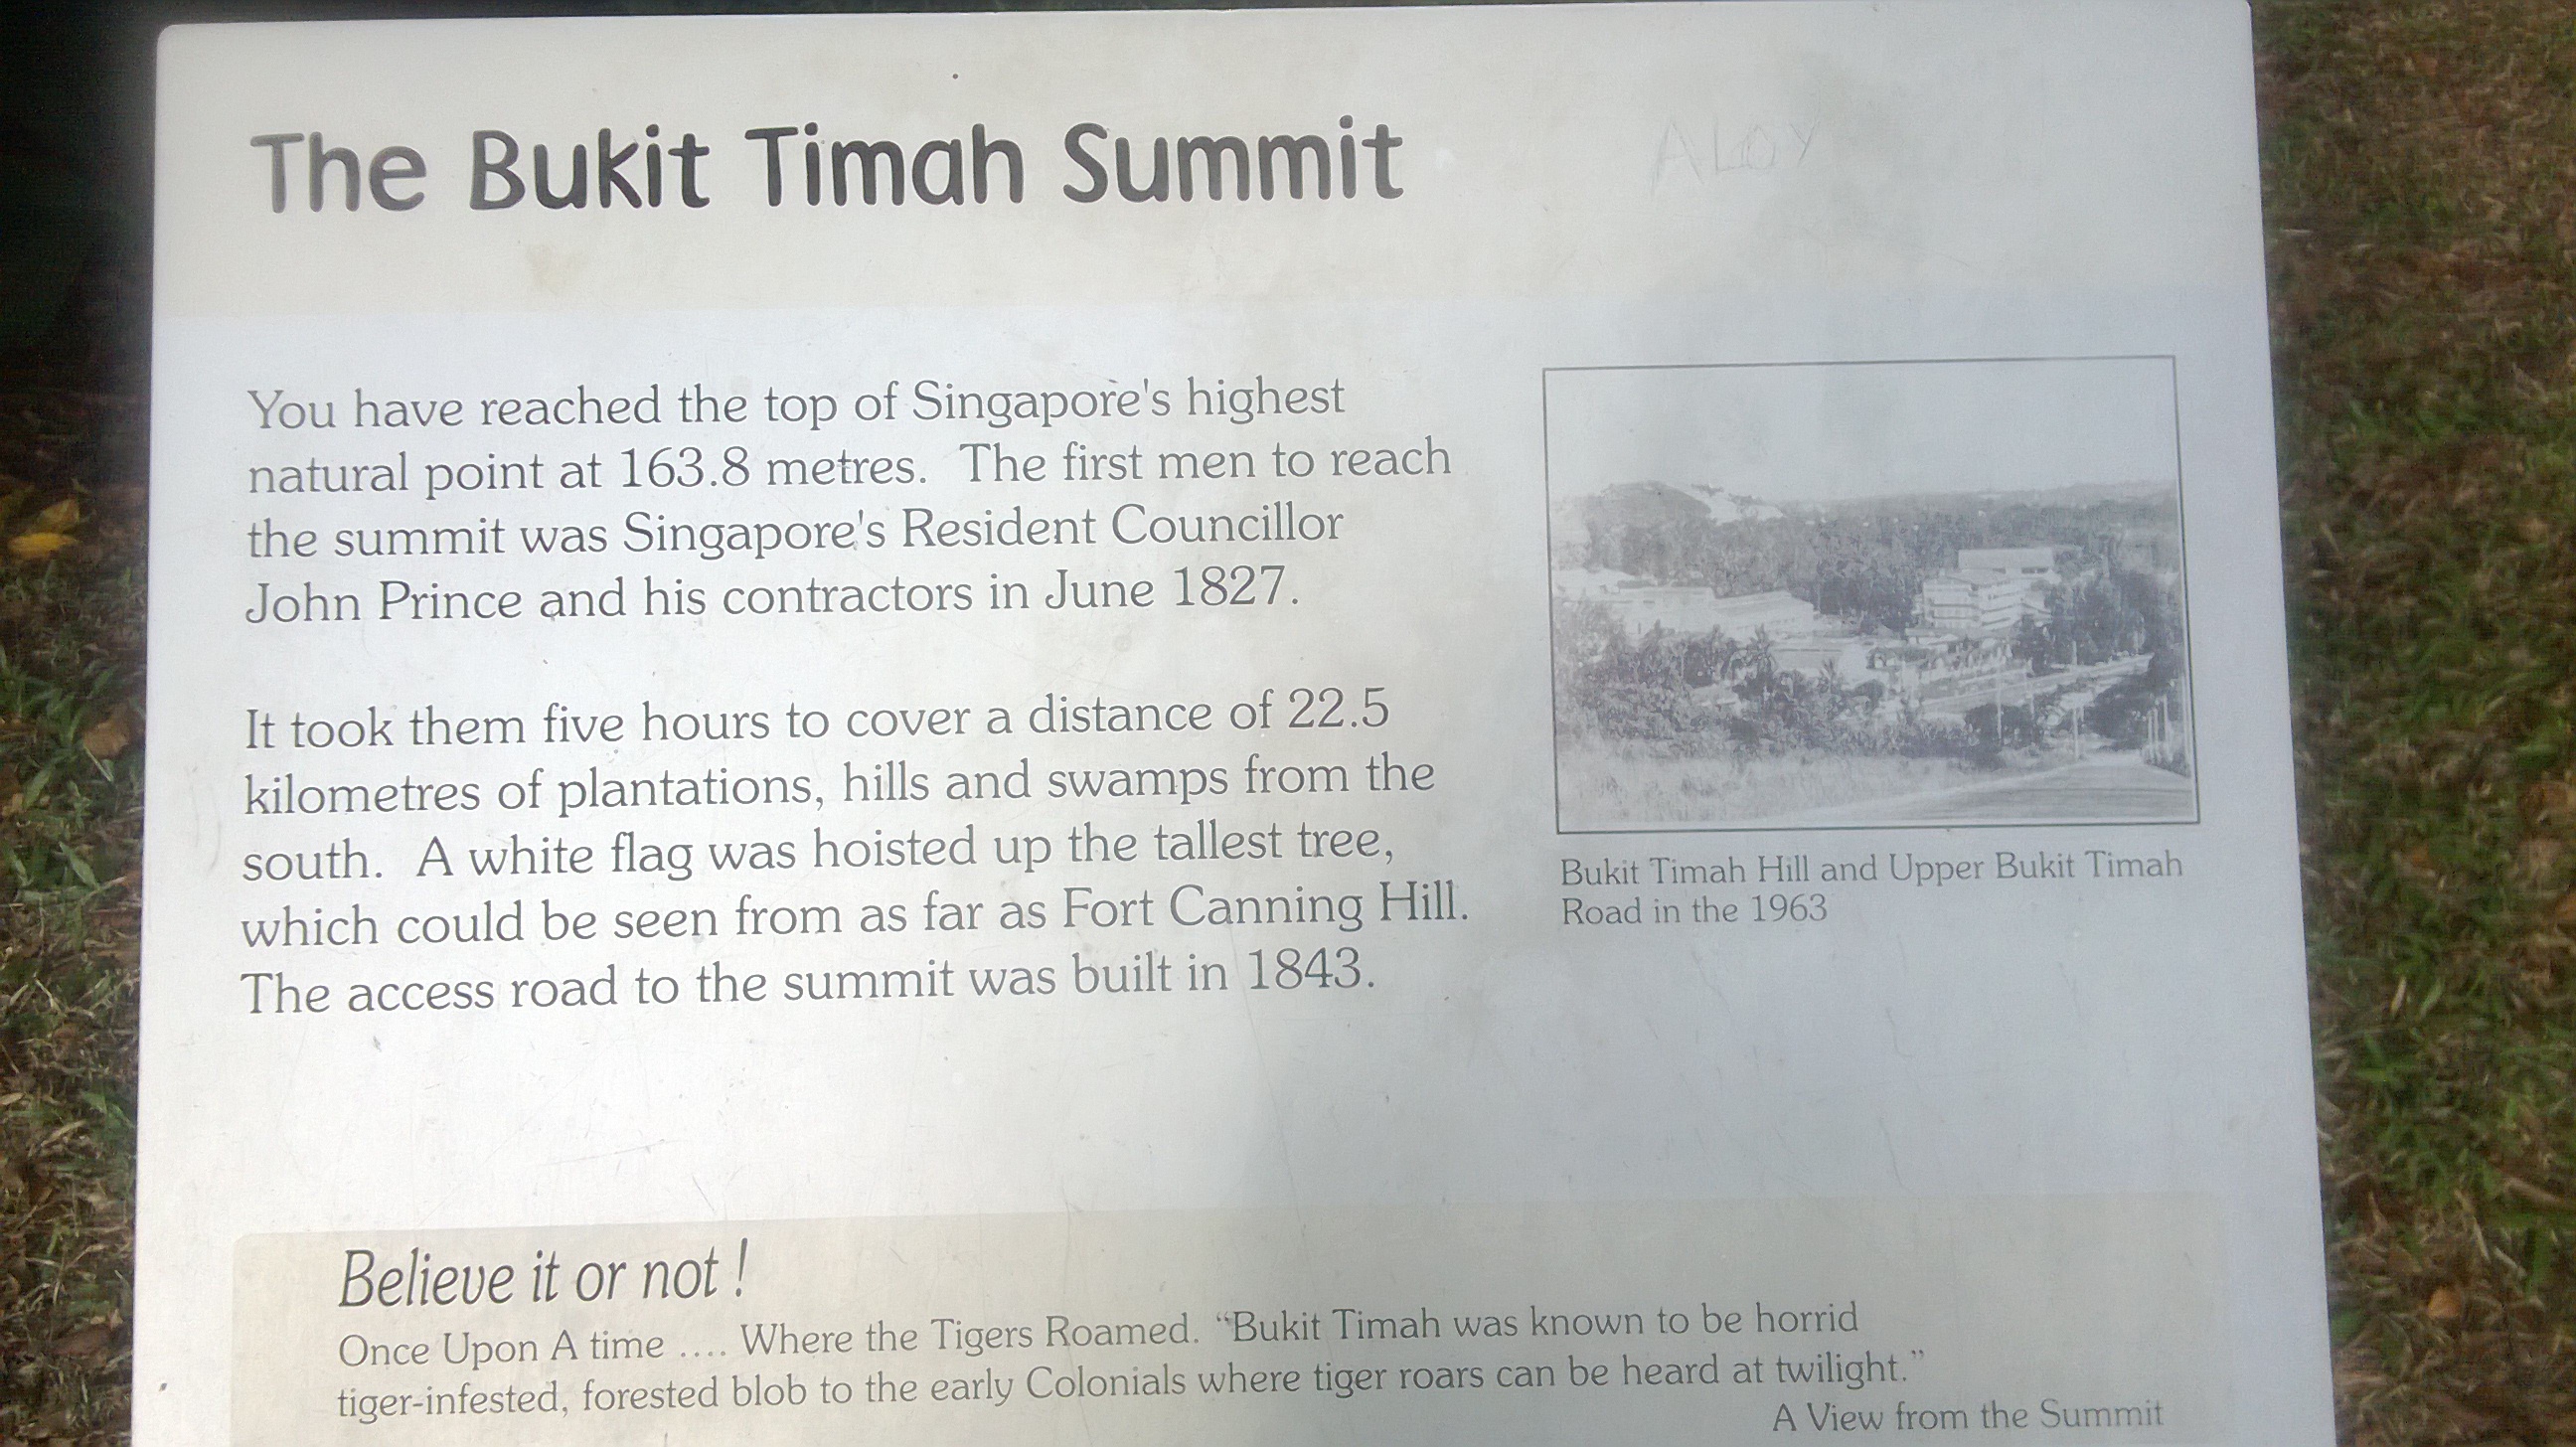 The Bukit Timah Summit
ALOY
You have reached the top of Singapore's highest
natural point at 163.8 metres.  The first men to reach
the summit was Singapore's Resident Councillor
John Prince and his contractors in June 1827.
It took them five hours to cover a distance of 22.5
kilometres of plantations, hills and swamps from the
south.  A white flag was hoisted up the tallest tree,
which could be seen from as far as Fort Canning Hill.
The access road to the summit was built in 1843.
Bukit Timah Hill and Upper Bukit Timah
Road in the 1963
Believe it or not !
Once Upon A time .... Where the Tigers Roamed. “Bukit Timah was known to be horrid
tiger-infested, forested blob to the early Colonials where tiger roars can be heard at twilight.”
A View from the Summit